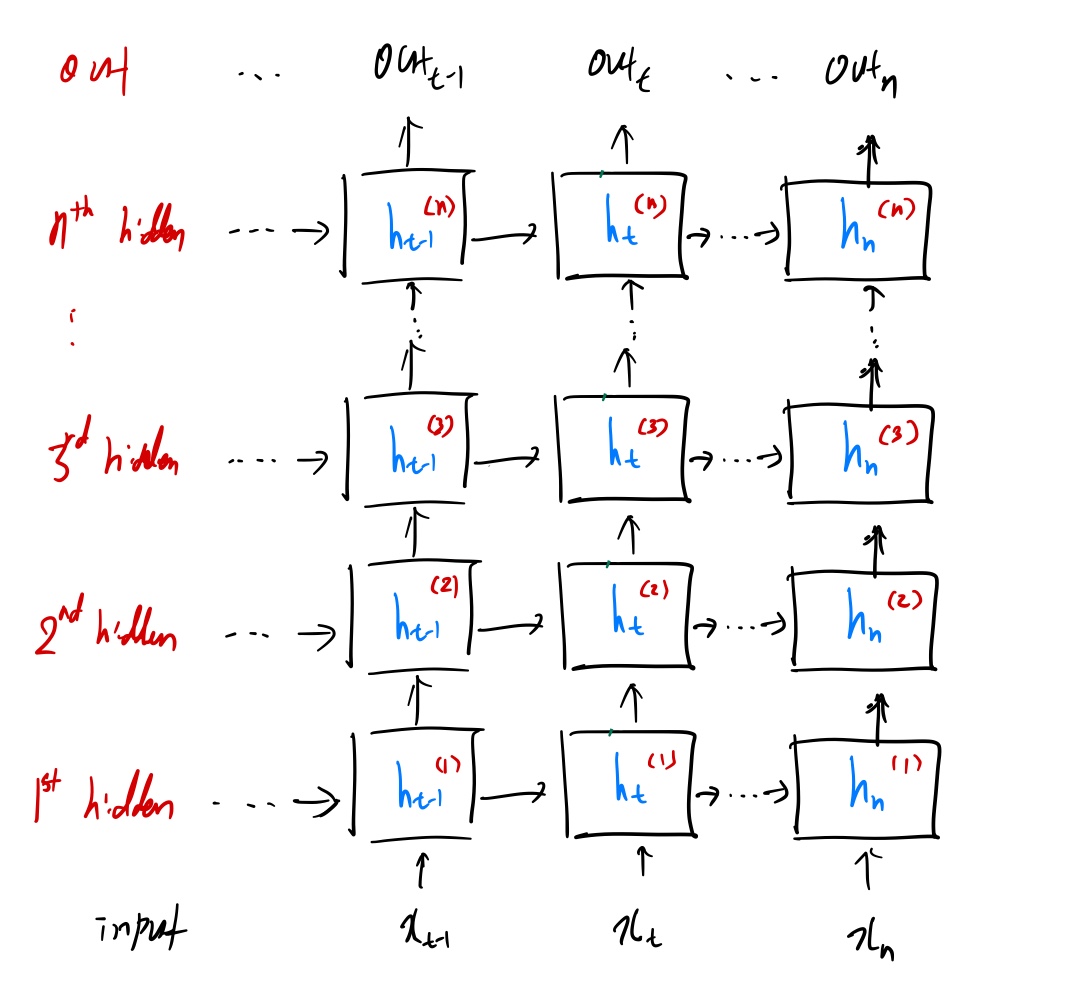 out ... out_{t-1} out_t ... out_n
n^{th} hidden ... h_{t-1}^{(n)} h_t^{(n)} ... h_n^{(n)}
⋮ ⋮ ⋮ ⋮
3^{rd} hidden ... h_{t-1}^{(3)} h_t^{(3)} ... h_n^{(3)}
2^{nd} hidden ... h_{t-1}^{(2)} h_t^{(2)} ... h_n^{(2)}
1^{st} hidden ... h_{t-1}^{(1)} h_t^{(1)} ... h_n^{(1)}
input x_{t-1} x_t x_n